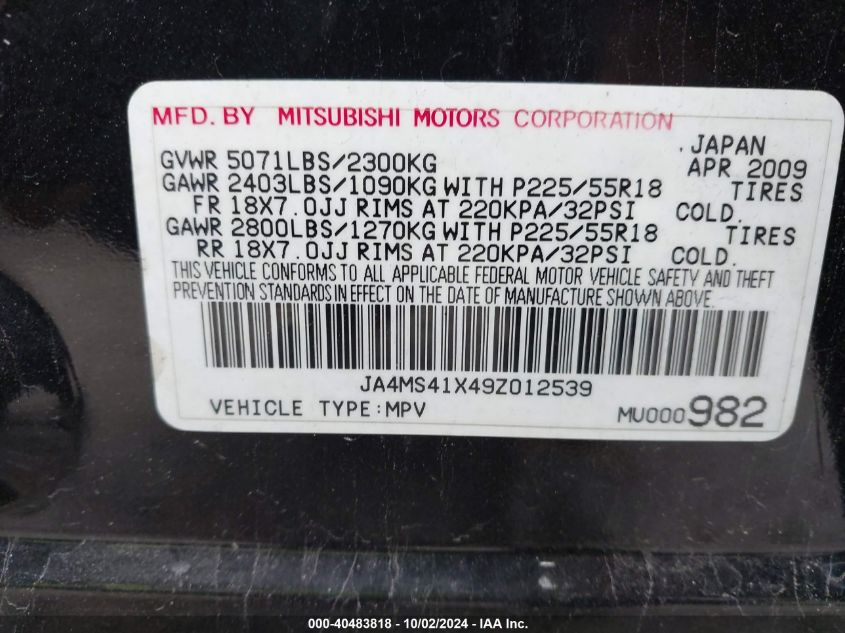 MFD. BY MITSUBISHI MOTORS CORPORATION
GVWR 5071LBS/2300KG . JAPAN APR 2009
GAWR 2403LBS/1090KG WITH P225/55R18 TIRES
FR 18X7.0JJ RIMS AT 220KPA/32PSI COLD.
GAWR 2800LBS/1270KG WITH P225/55R18 TIRES
RR 18X7.0JJ RIMS AT 220KPA/32PSI COLD.
THIS VEHICLE CONFORMS TO ALL APPLICABLE FEDERAL MOTOR VEHICLE SAFETY AND THEFT
PREVENTION STANDARDS IN EFFECT ON THE DATE OF MANUFACTURE SHOWN ABOVE.
JA4MS41X49Z012539
VEHICLE TYPE:MPV MU000982
000-40483818 - 10/02/2024 - IAA Inc.